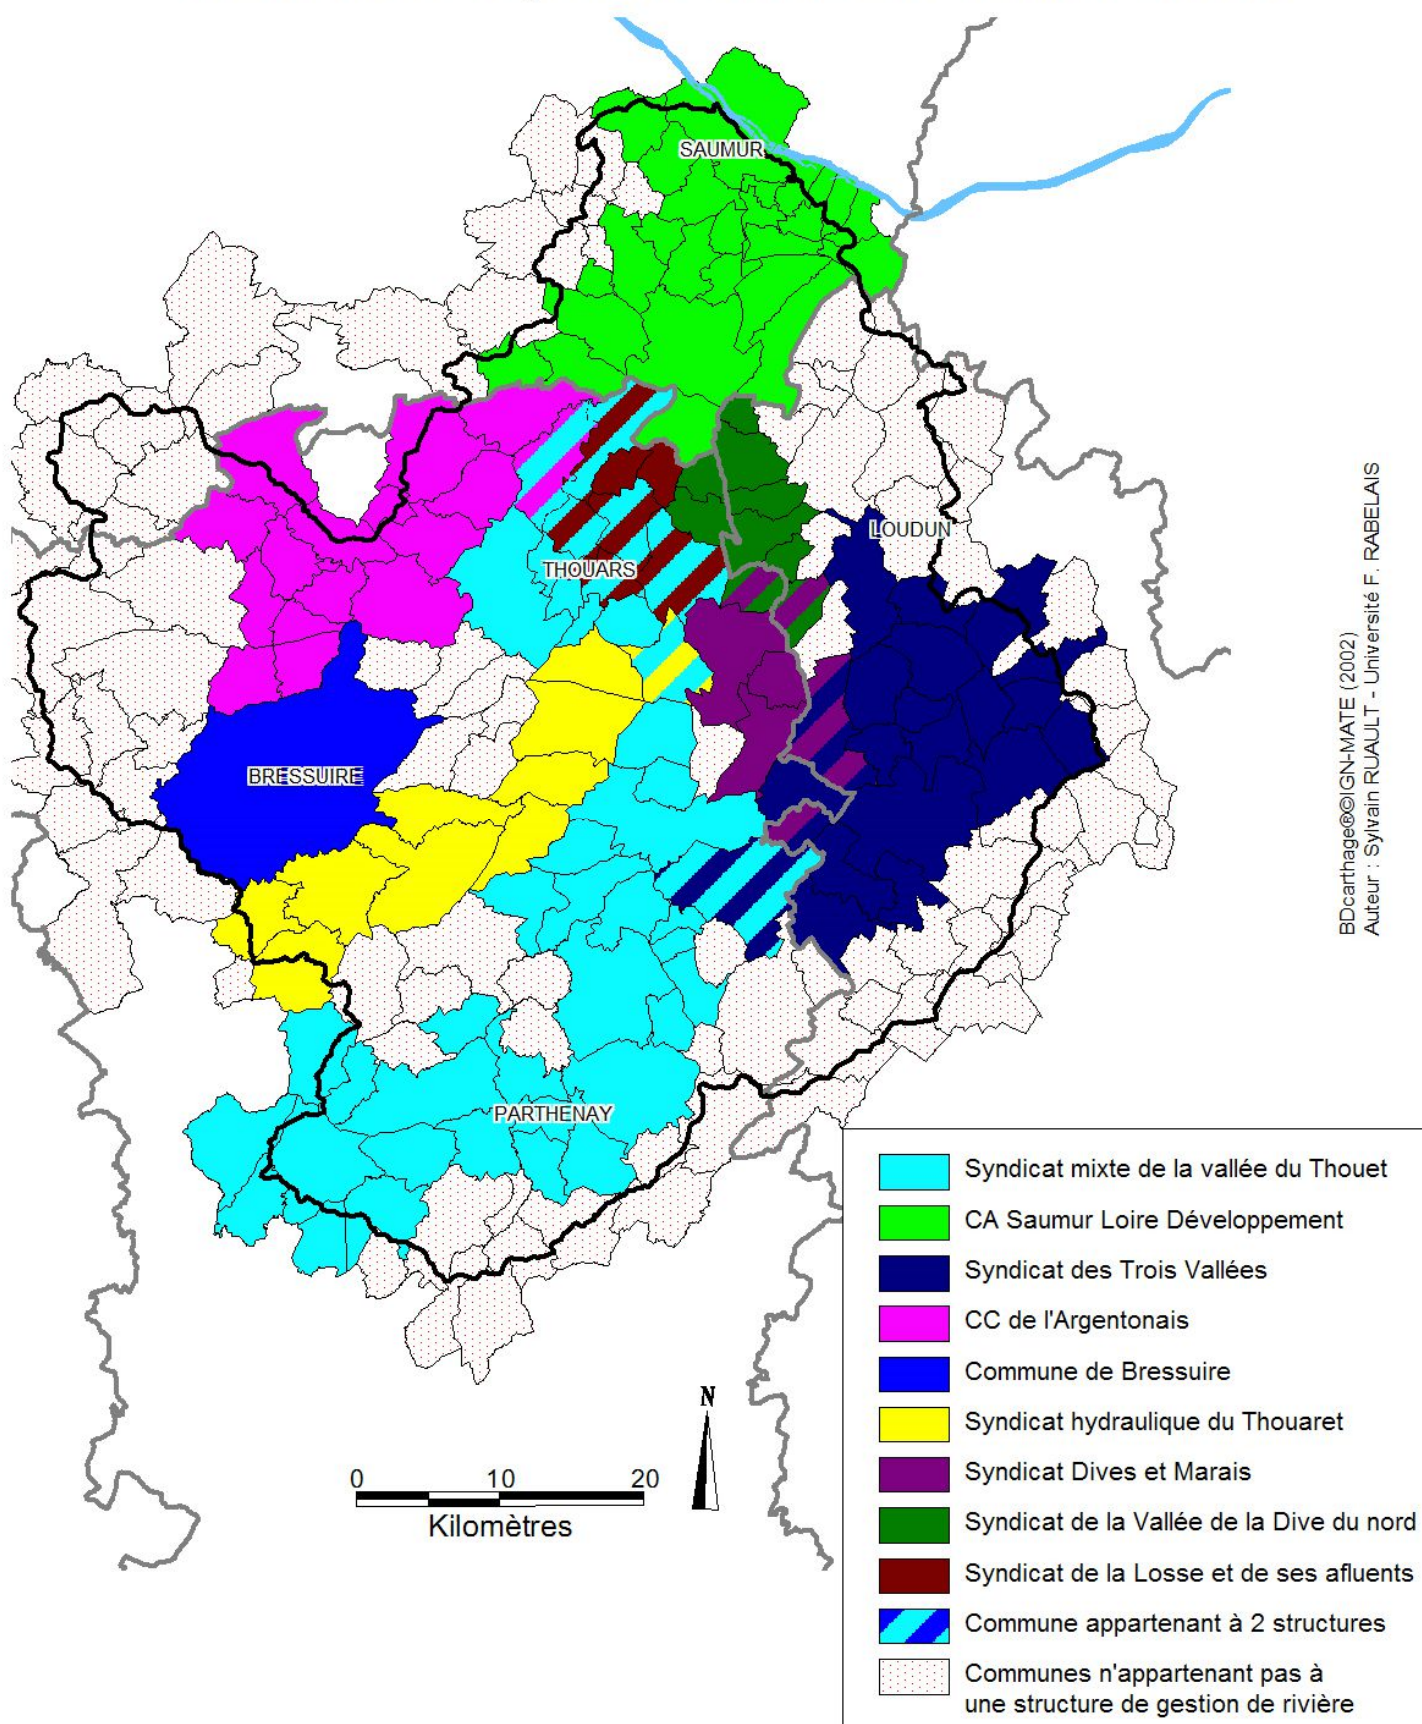 SAUMUR
LOUDUN
THOUARS
BRESSUIRE
PARTHENAY
BDcarthage®©IGN-MATE (2002)
Auteur : Sylvain RUAULT - Université F. RABELAIS
Syndicat mixte de la vallée du Thouet
CA Saumur Loire Développement
Syndicat des Trois Vallées
CC de l'Argentonais
Commune de Bressuire
Syndicat hydraulique du Thouaret
Syndicat Dives et Marais
Syndicat de la Vallée de la Dive du nord
Syndicat de la Losse et de ses afluents
Commune appartenant à 2 structures
Communes n'appartenant pas à
une structure de gestion de rivière
N
0 10 20
Kilomètres